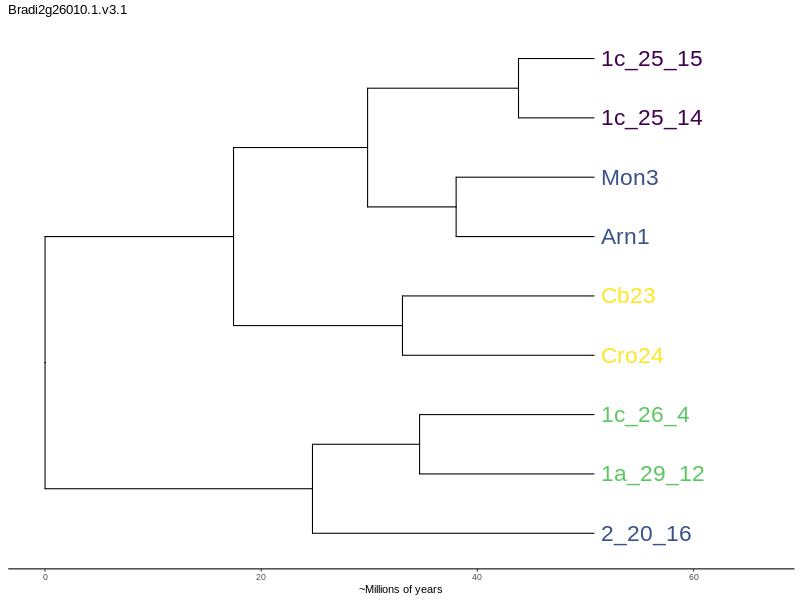 Bradi2g26010.1.v3.1
1c_25_15
1c_25_14
Mon3
Arn1
Cb23
Cro24
1c_26_4
1a_29_12
2_20_16
0 20 40 60
~Millions of years